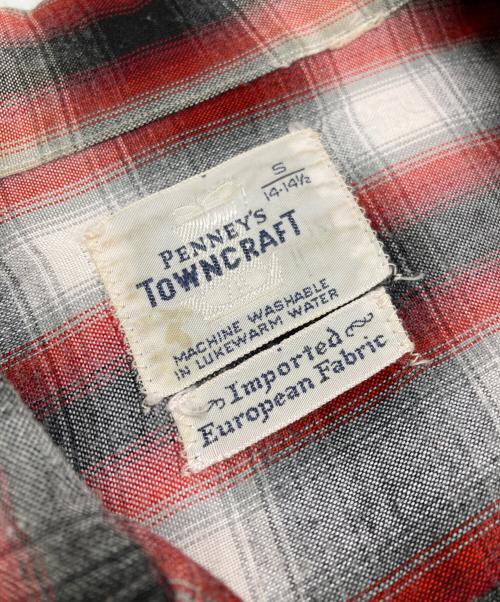 S
14-14½
PENNEY'S
TOWNCRAFT
MACHINE WASHABLE
IN LUKEWARM WATER
Imported
European Fabric